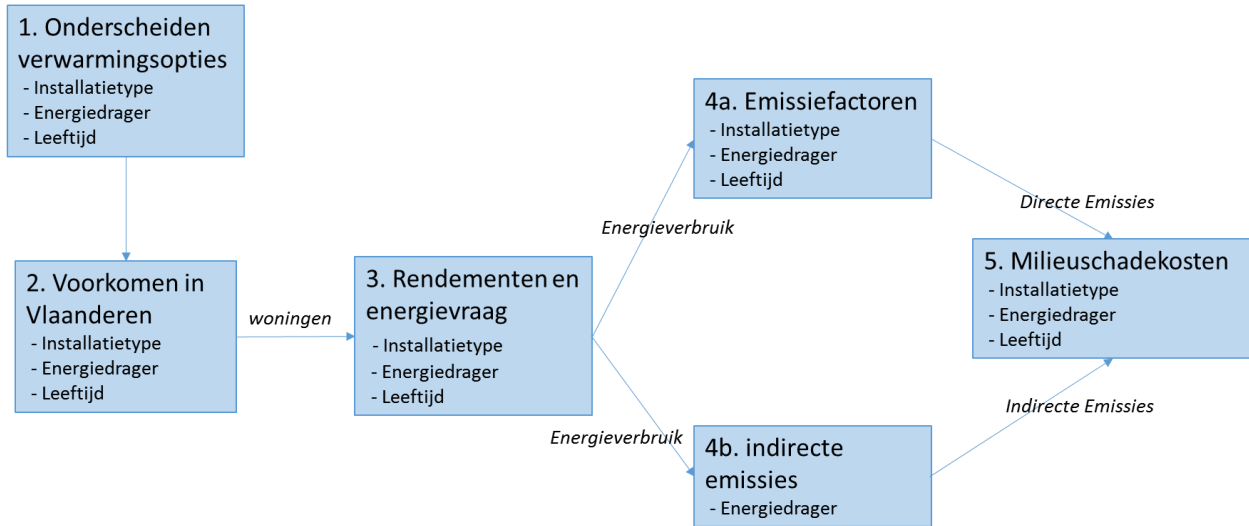 1. Onderscheiden
verwarmingsopties
- Installatietype
- Energiedrager
- Leeftijd
2. Voorkomen in
Vlaanderen
- Installatietype
- Energiedrager
- Leeftijd
woningen
3. Rendementen en
energievraag
- Installatietype
- Energiedrager
- Leeftijd
Energieverbruik
Energieverbruik
4a. Emissiefactoren
- Installatietype
- Energiedrager
- Leeftijd
4b. indirecte
emissies
- Energiedrager
Directe Emissies
Indirecte Emissies
5. Milieuschadekosten
- Installatietype
- Energiedrager
- Leeftijd